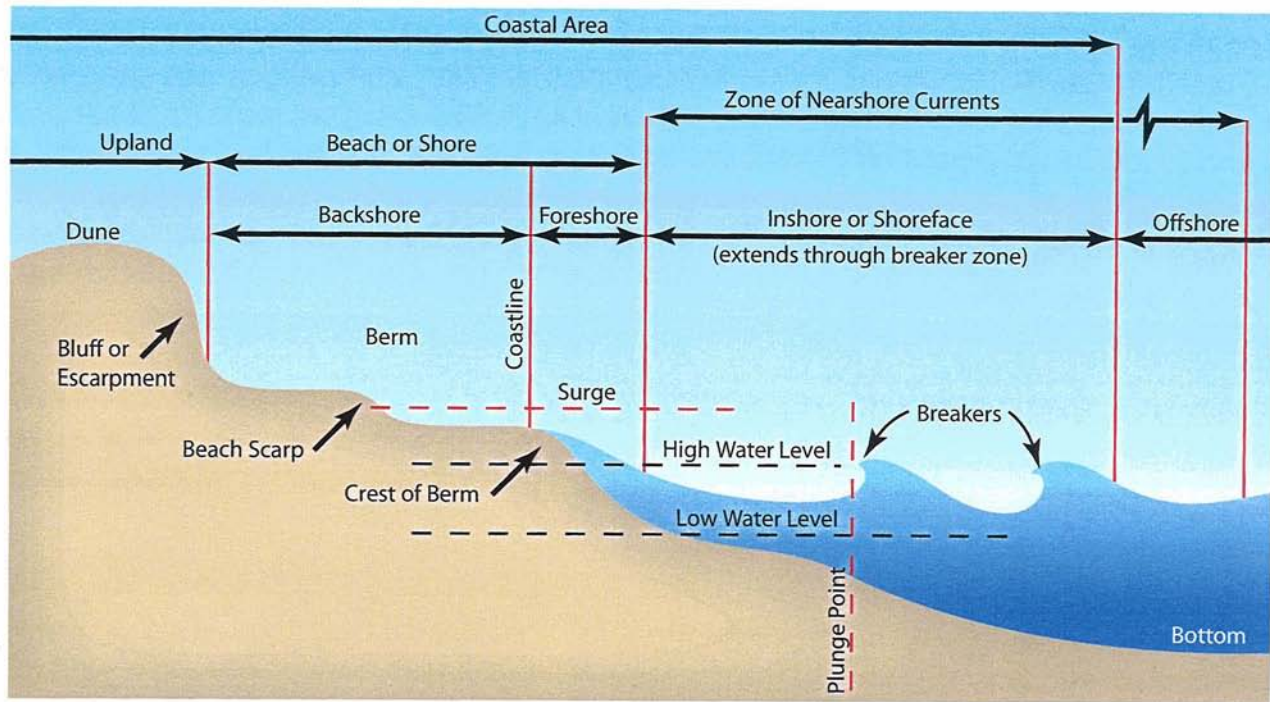 Coastal Area
Zone of Nearshore Currents
Upland
Beach or Shore
Backshore
Foreshore
Inshore or Shoreface
(extends through breaker zone)
Offshore
Dune
Bluff or
Escarpment
Berm
Coastline
Surge
Breakers
Beach Scarp
High Water Level
Crest of Berm
Low Water Level
Plunge Point
Bottom